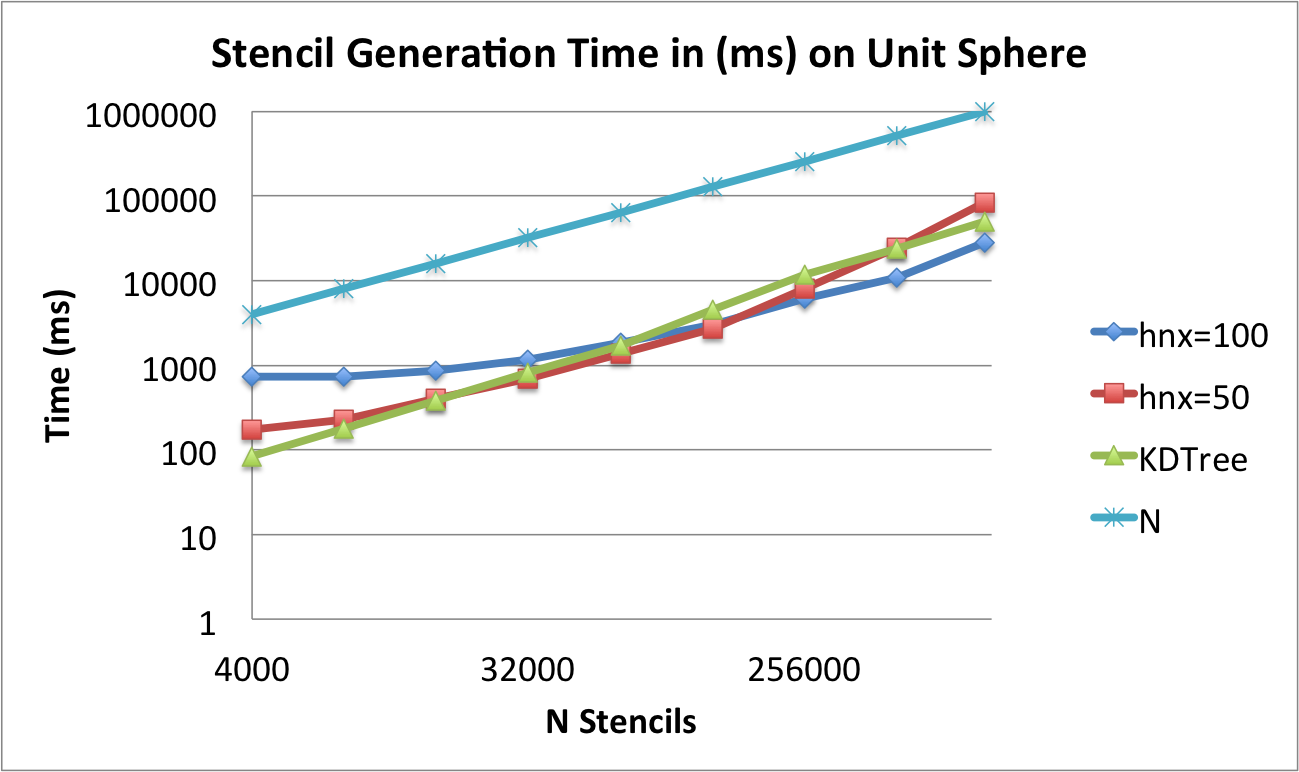 Stencil Generation Time in (ms) on Unit Sphere
1000000
100000
10000
1000
100
10
1
Time (ms)
4000 32000 256000
N Stencils
hnx=100
hnx=50
KDTree
N